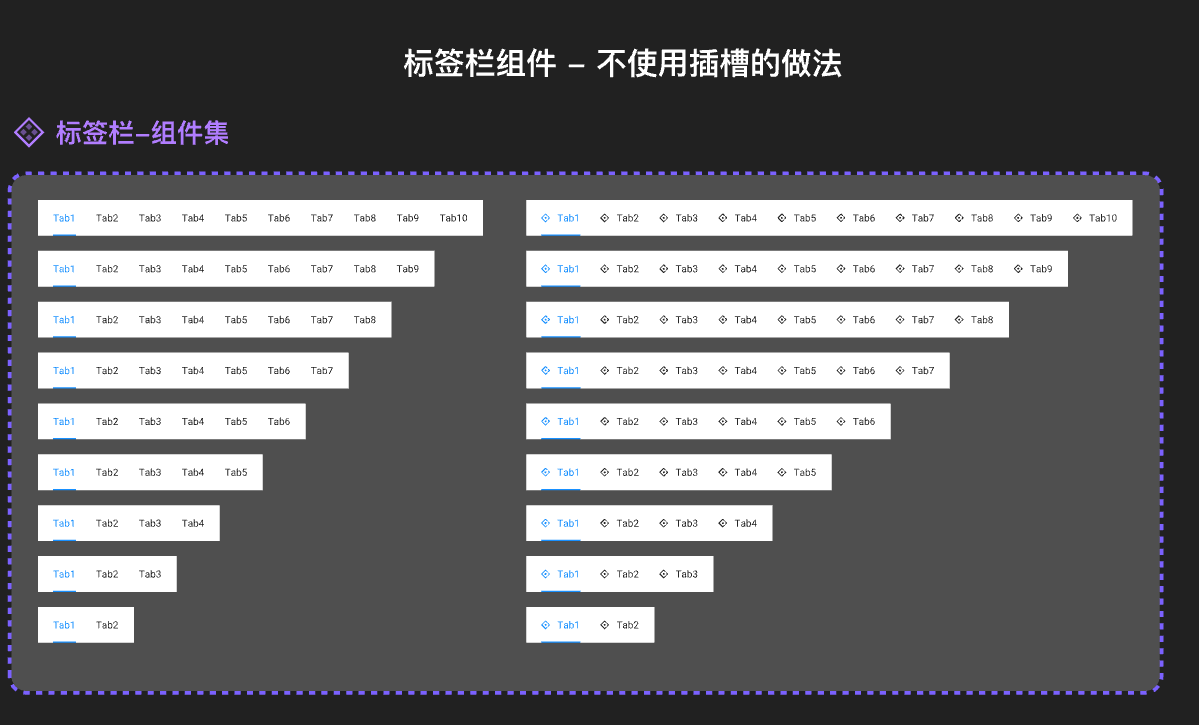 标签栏组件 – 不使用插槽的做法
标签栏–组件集
Tab1 Tab2 Tab3 Tab4 Tab5 Tab6 Tab7 Tab8 Tab9 Tab10
Tab1 Tab2 Tab3 Tab4 Tab5 Tab6 Tab7 Tab8 Tab9 Tab10
Tab1 Tab2 Tab3 Tab4 Tab5 Tab6 Tab7 Tab8 Tab9
Tab1 Tab2 Tab3 Tab4 Tab5 Tab6 Tab7 Tab8 Tab9
Tab1 Tab2 Tab3 Tab4 Tab5 Tab6 Tab7 Tab8
Tab1 Tab2 Tab3 Tab4 Tab5 Tab6 Tab7 Tab8
Tab1 Tab2 Tab3 Tab4 Tab5 Tab6 Tab7
Tab1 Tab2 Tab3 Tab4 Tab5 Tab6 Tab7
Tab1 Tab2 Tab3 Tab4 Tab5 Tab6
Tab1 Tab2 Tab3 Tab4 Tab5 Tab6
Tab1 Tab2 Tab3 Tab4 Tab5
Tab1 Tab2 Tab3 Tab4 Tab5
Tab1 Tab2 Tab3 Tab4
Tab1 Tab2 Tab3 Tab4
Tab1 Tab2 Tab3
Tab1 Tab2 Tab3
Tab1 Tab2
Tab1 Tab2